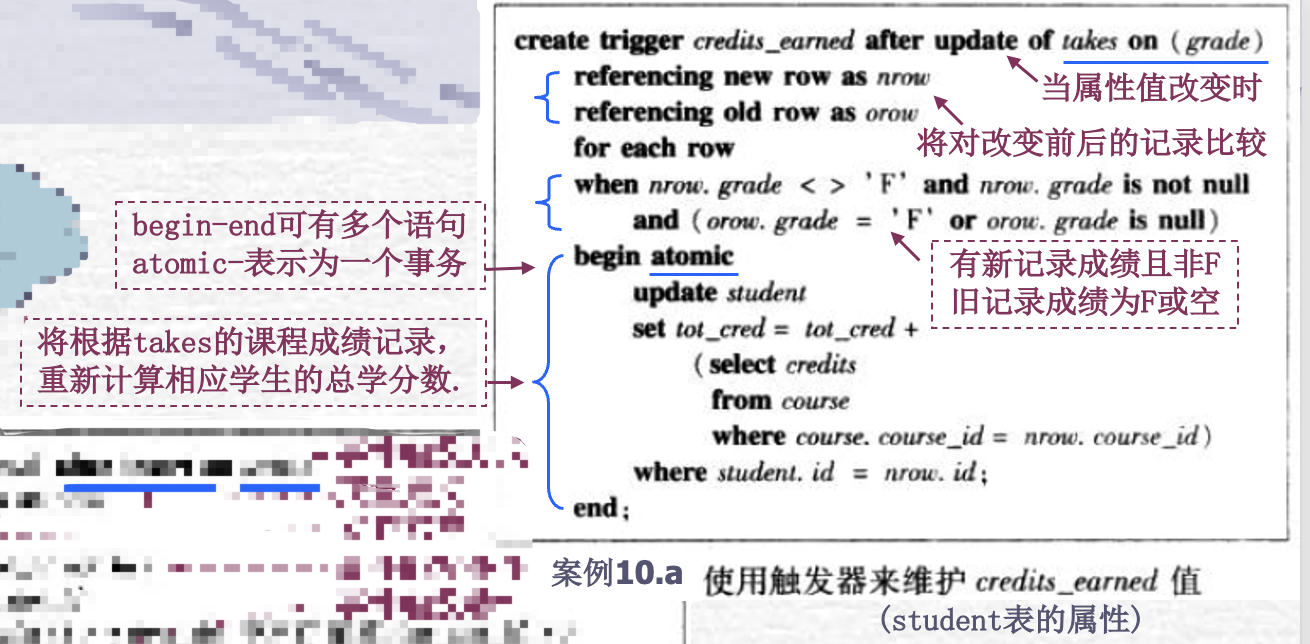 create trigger credits_earned after update of takes on (grade)
referencing new row as nrow
当属性值改变时
referencing old row as orow
将对改变前后的记录比较
for each row
when nrow. grade < > 'F' and nrow. grade is not null
and (orow. grade = 'F' or orow. grade is null)
begin-end可有多个语句
atomic-表示为一个事务
begin atomic
有新记录成绩且非F
旧记录成绩为F或空
update student
set tot_cred = tot_cred +
将根据takes的课程成绩记录，
重新计算相应学生的总学分数.
(select credits
from course
where course. course_id = nrow. course_id)
where student. id = nrow. id;
end;
案例10.a 使用触发器来维护 credits_earned 值
(student表的属性)